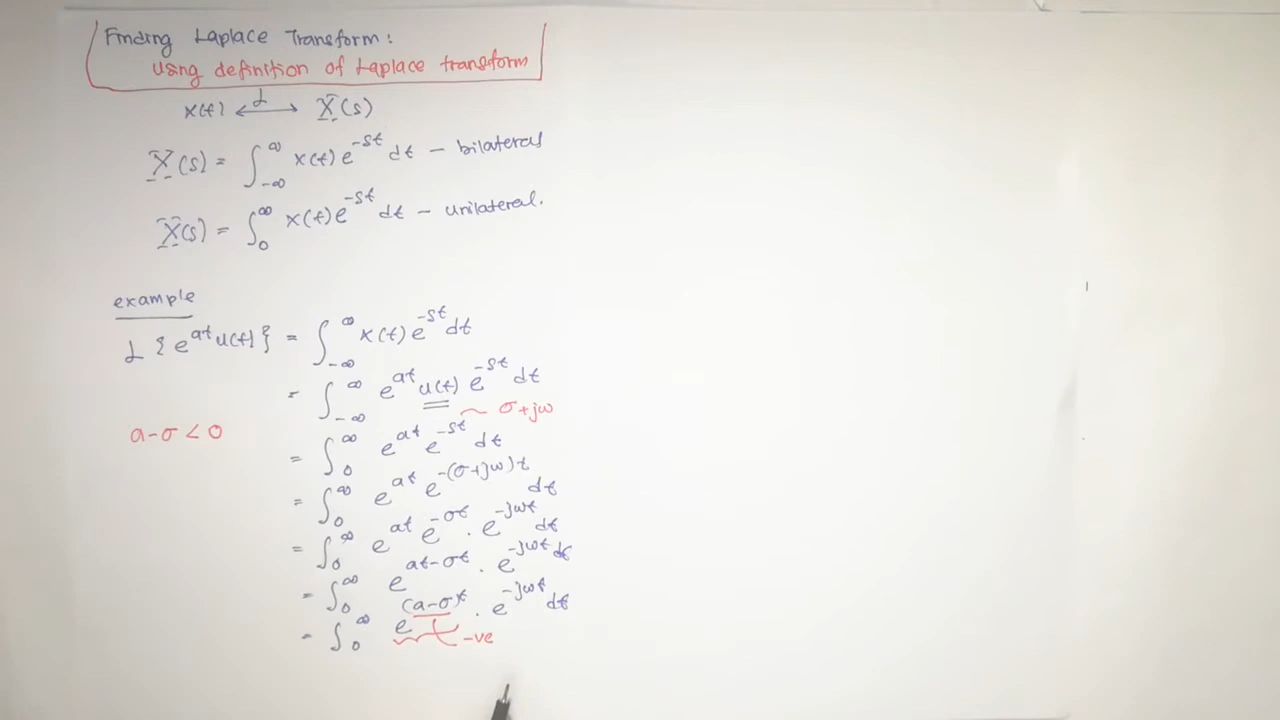 Finding Laplace Transform:
using definition of Laplace transform
x(t) ⟷ℒ X(s)
X(s) = ∫_{-∞}^{∞} x(t) e^{-st} dt - bilateral
X(s) = ∫_{0}^{∞} x(t) e^{-st} dt - unilateral.
example
ℒ {e^{at} u(t)} = ∫_{-∞}^{∞} x(t) e^{-st} dt
= ∫_{-∞}^{∞} e^{at} u(t) e^{-st} dt
σ+jω
a-σ < 0
= ∫_{0}^{∞} e^{at} e^{-st} dt
= ∫_{0}^{∞} e^{at} e^{-(σ+jω)t} dt
= ∫_{0}^{∞} e^{at} e^{-σt} . e^{-jωt} dt
= ∫_{0}^{∞} e^{at-σt} . e^{-jωt} dt
= ∫_{0}^{∞} e^{(a-σ)t} . e^{-jωt} dt
-ve